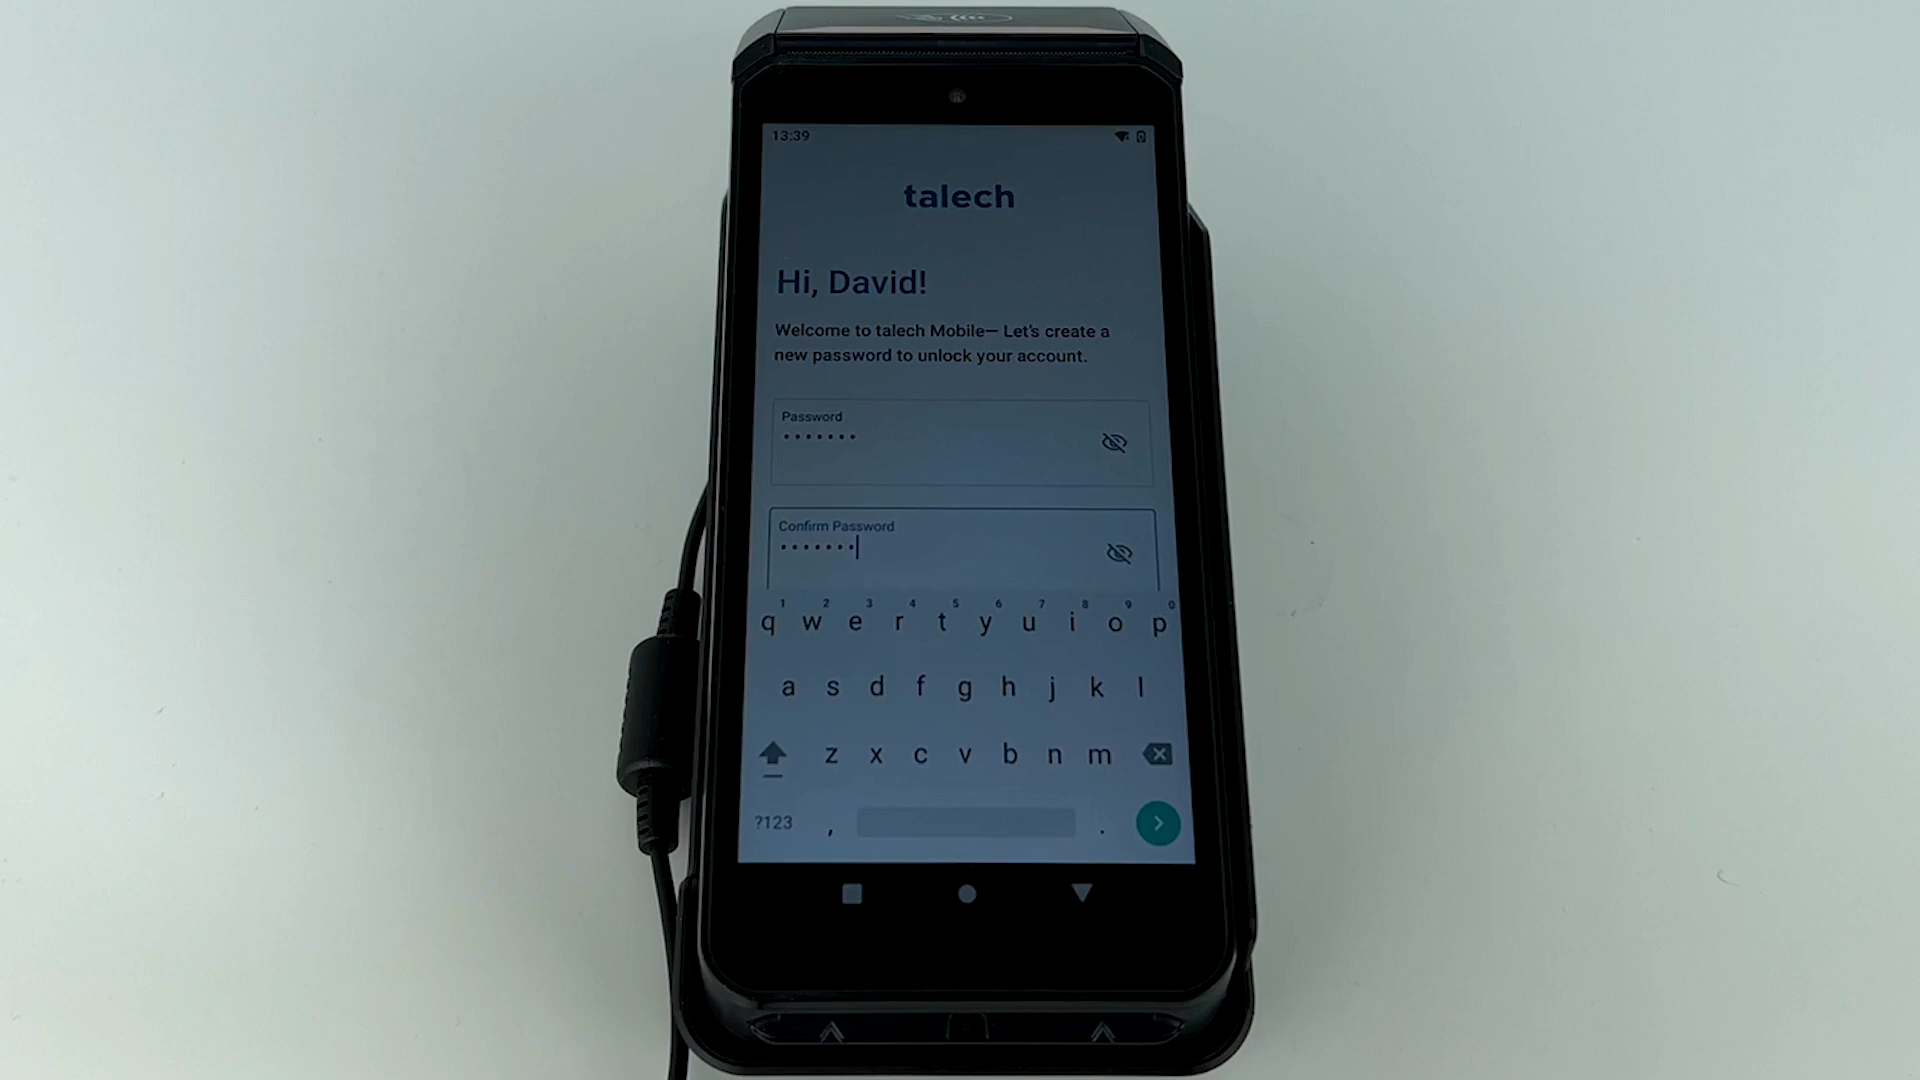 13:39
talech
Hi, David!
Welcome to talech Mobile— Let's create a
new password to unlock your account.
Password
•••••••
Confirm Password
•••••••
1 2 3 4 5 6 7 8 9 0
q w e r t y u i o p
a s d f g h j k l
z x c v b n m
?123 , .